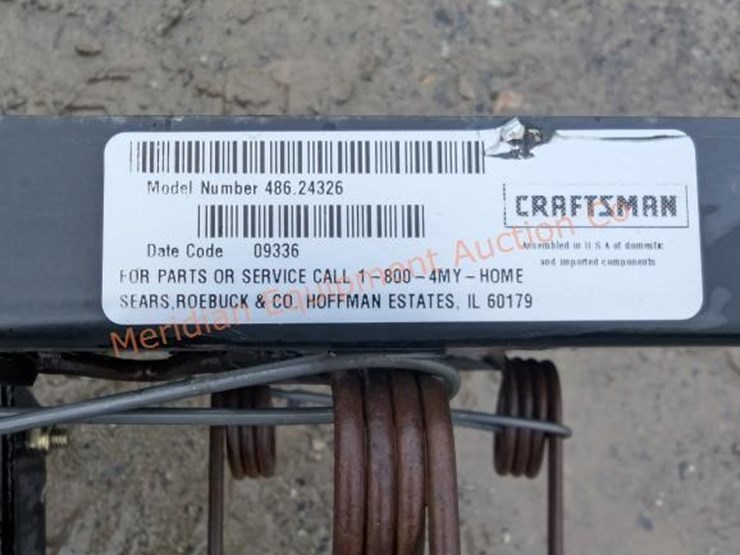 Model Number 486.24326
CRAFTSMAN
Date Code 09336
Assembled in U.S.A of domestic
and imported components
FOR PARTS OR SERVICE CALL 1-800-4MY-HOME
SEARS,ROEBUCK & CO. HOFFMAN ESTATES, IL 60179
Meridian Equipment Auction Co